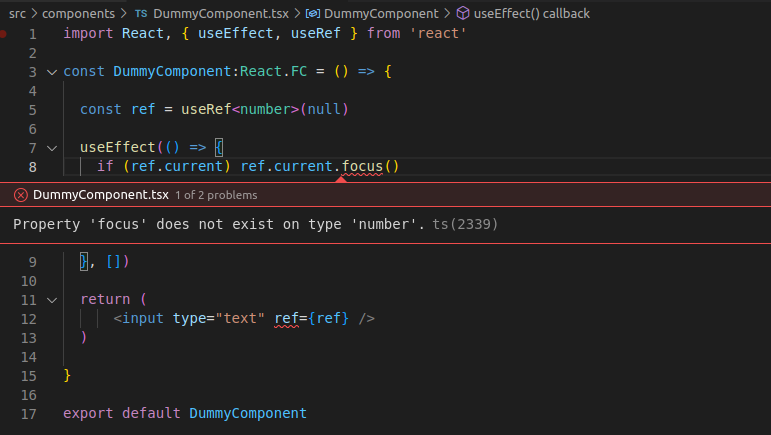 src > components > TS DummyComponent.tsx > DummyComponent > useEffect() callback
1 import React, { useEffect, useRef } from 'react'
2
3 const DummyComponent:React.FC = () => {
4
5 const ref = useRef<number>(null)
6
7 useEffect(() => {
8 if (ref.current) ref.current.focus()
DummyComponent.tsx 1 of 2 problems
Property 'focus' does not exist on type 'number'. ts(2339)
9 }, [])
10
11 return (
12 <input type="text" ref={ref} />
13 )
14
15 }
16
17 export default DummyComponent